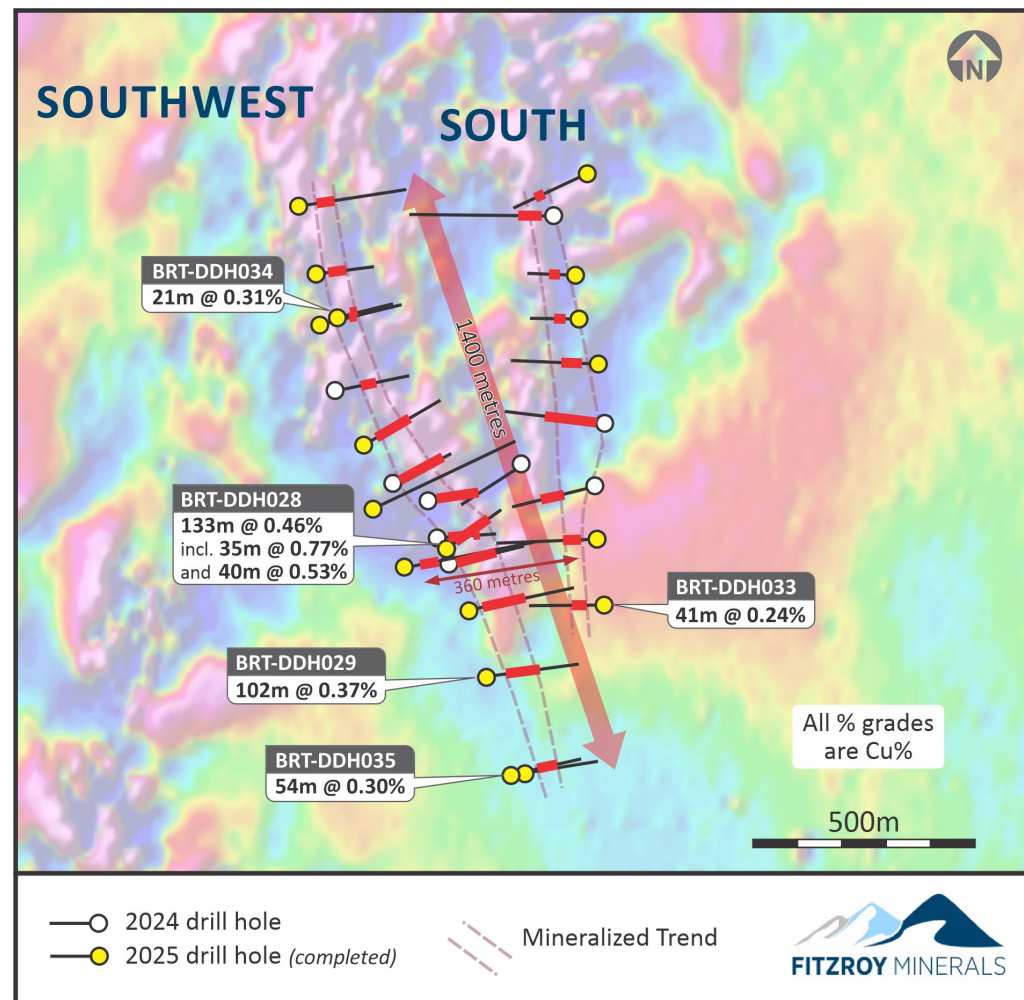 N
SOUTHWEST
SOUTH
BRT-DDH034
21m @ 0.31%
1400 metres
BRT-DDH028
133m @ 0.46%
incl. 35m @ 0.77%
and 40m @ 0.53%
360 metres
BRT-DDH033
41m @ 0.24%
BRT-DDH029
102m @ 0.37%
All % grades
are Cu%
BRT-DDH035
54m @ 0.30%
500m
2024 drill hole
2025 drill hole (completed)
Mineralized Trend
FITZROY MINERALS